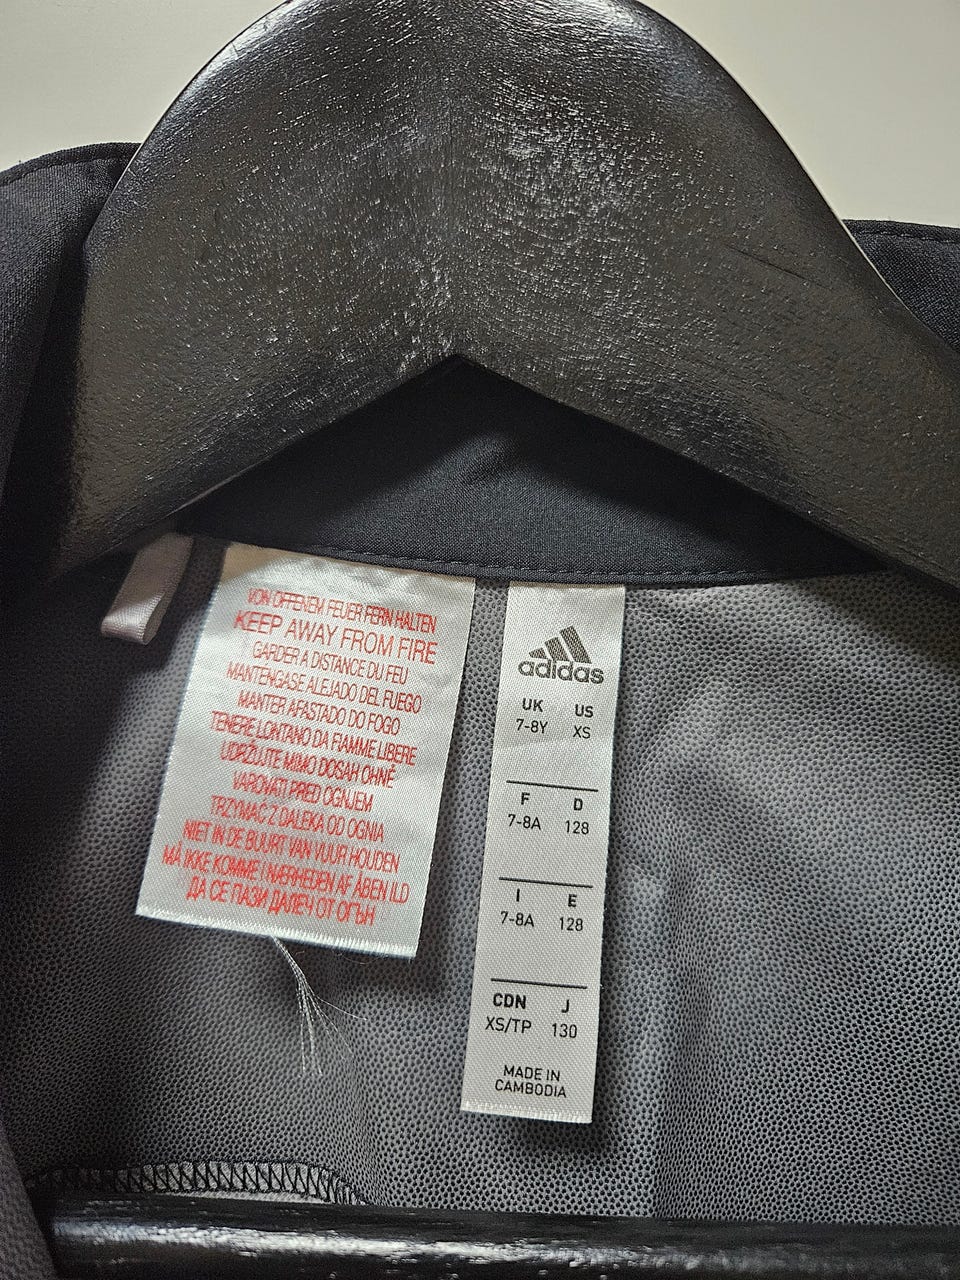 VON OFFENEM FEUER FERN HALTEN
KEEP AWAY FROM FIRE
GARDER A DISTANCE DU FEU
MANTÉNGASE ALEJADO DEL FUEGO
MANTER AFASTADO DO FOGO
TENERE LONTANO DA FIAMME LIBERE
UDRŽUJTE MIMO DOSAH OHNĚ
VAROVATI PRED OGNJEM
TRZYMAĆ Z DALEKA OD OGNIA
NIET IN DE BUURT VAN VUUR HOUDEN
MÅ IKKE KOMME I NÆRHEDEN AF ÅBEN ILD
ДА СЕ ПАЗИ ДАЛЕЧ ОТ ОГЪН
adidas
UK US
7-8Y XS
F D
7-8A 128
I E
7-8A 128
CDN J
XS/TP 130
MADE IN
CAMBODIA